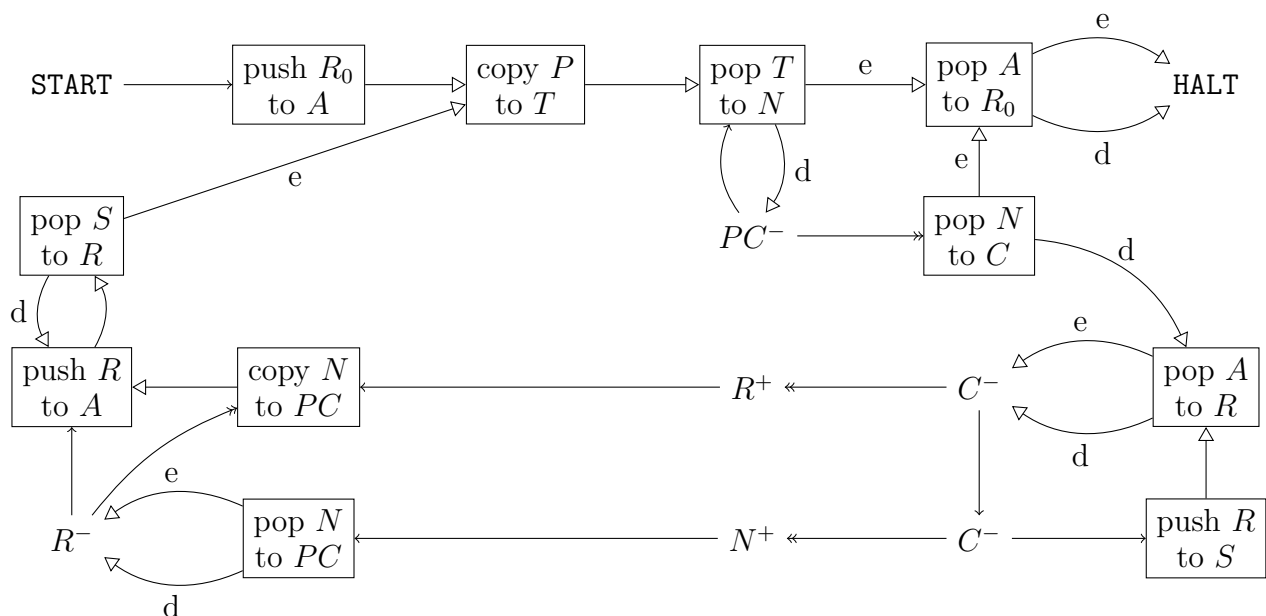 START
push R₀
to A
copy P
to T
pop T
to N
e
pop A
to R₀
e
d
HALT
e
d
e
pop S
to R
PC⁻
pop N
to C
d
d
e
d
push R
to A
copy N
to PC
R⁺
C⁻
pop A
to R
e
d
R⁻
pop N
to PC
N⁺
C⁻
push R
to S
d